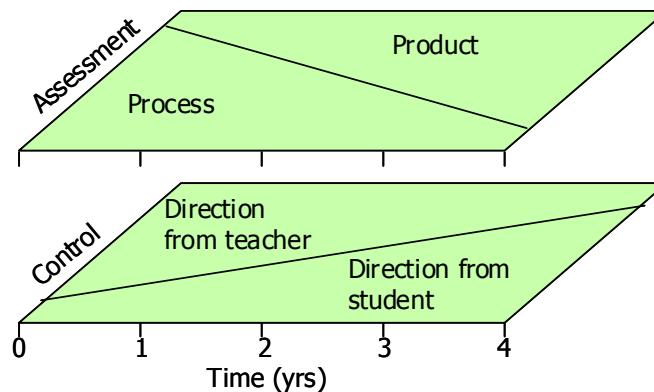 Assessment
Product
Process
Control
Direction
from teacher
Direction from
student
0 1 2 3 4
Time (yrs)